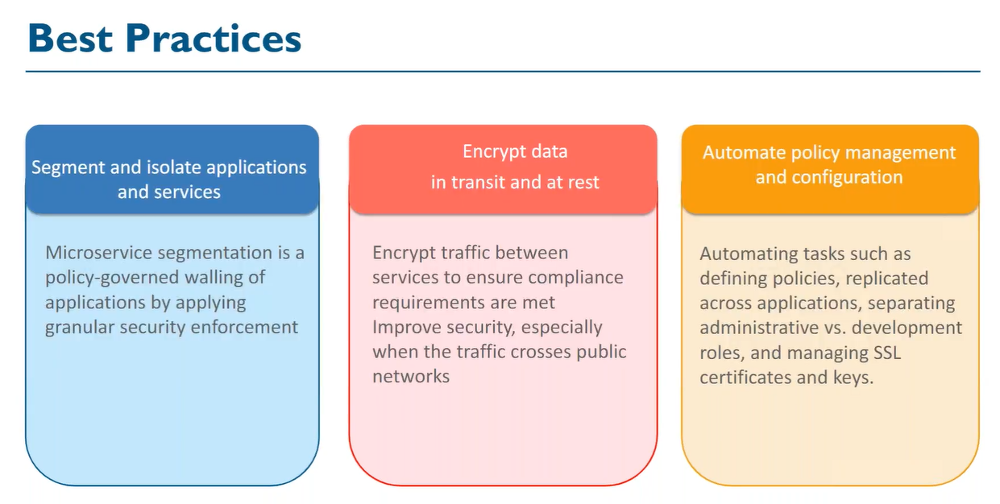 Best Practices
Segment and isolate applications
and services
Microservice segmentation is a
policy-governed walling of
applications by applying
granular security enforcement
Encrypt data
in transit and at rest
Encrypt traffic between
services to ensure compliance
requirements are met
Improve security, especially
when the traffic crosses public
networks
Automate policy management
and configuration
Automating tasks such as
defining policies, replicated
across applications, separating
administrative vs. development
roles, and managing SSL
certificates and keys.